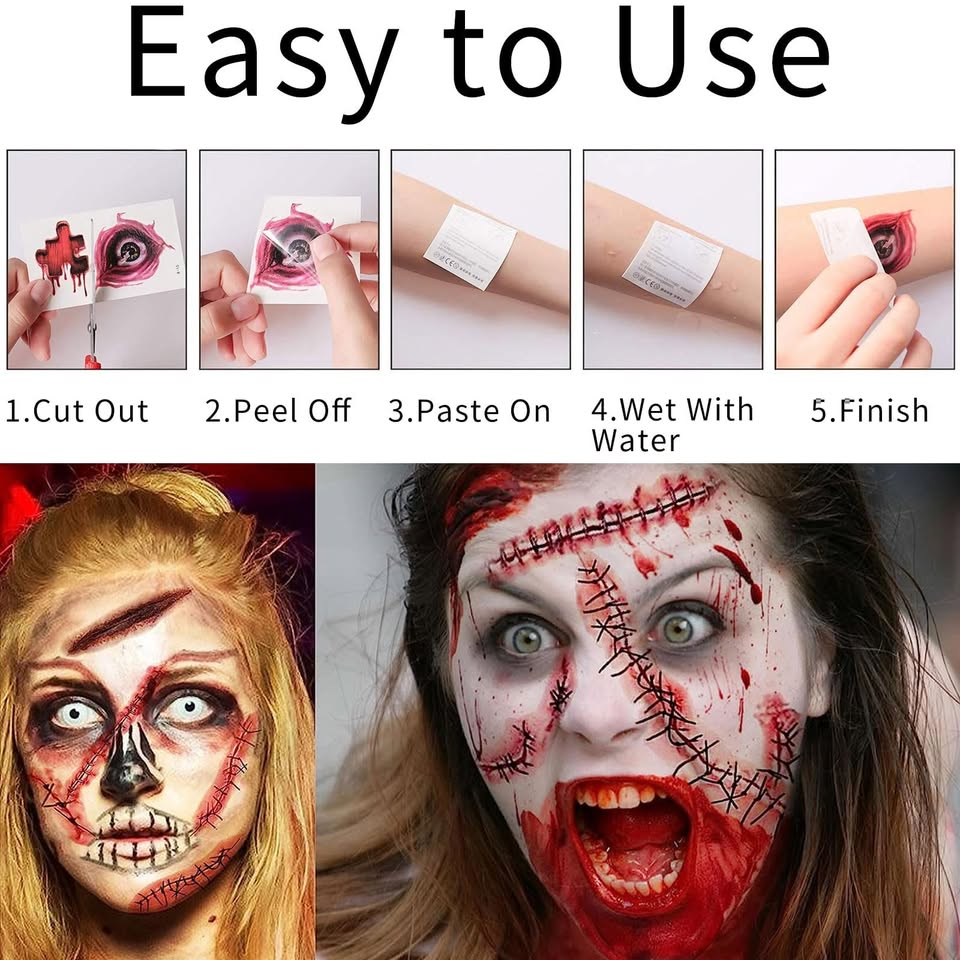 Easy to Use
1.Cut Out
2.Peel Off
3.Paste On
4.Wet With
Water
5.Finish